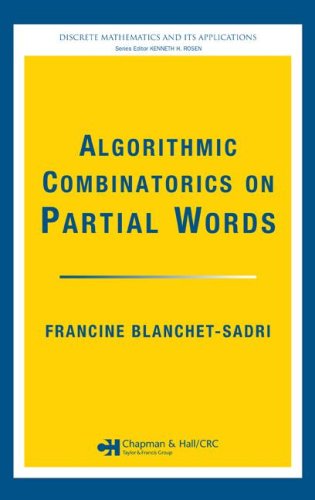 DISCRETE MATHEMATICS AND ITS APPLICATIONS
Series Editor KENNETH H. ROSEN
ALGORITHMIC
COMBINATORICS ON
PARTIAL WORDS
FRANCINE BLANCHET-SADRI
CH Chapman & Hall/CRC
Taylor & Francis Group